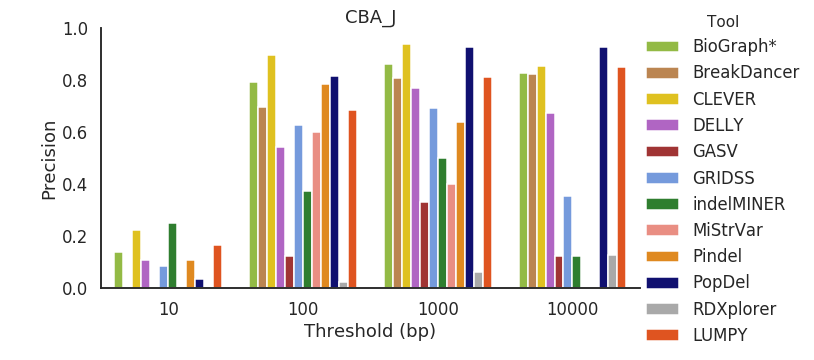 CBA_J
Precision
1.0
0.8
0.6
0.4
0.2
0.0
10
100
1000
10000
Threshold (bp)
Tool
BioGraph*
BreakDancer
CLEVER
DELLY
GASV
GRIDSS
indelMINER
MiStrVar
Pindel
PopDel
RDXplorer
LUMPY